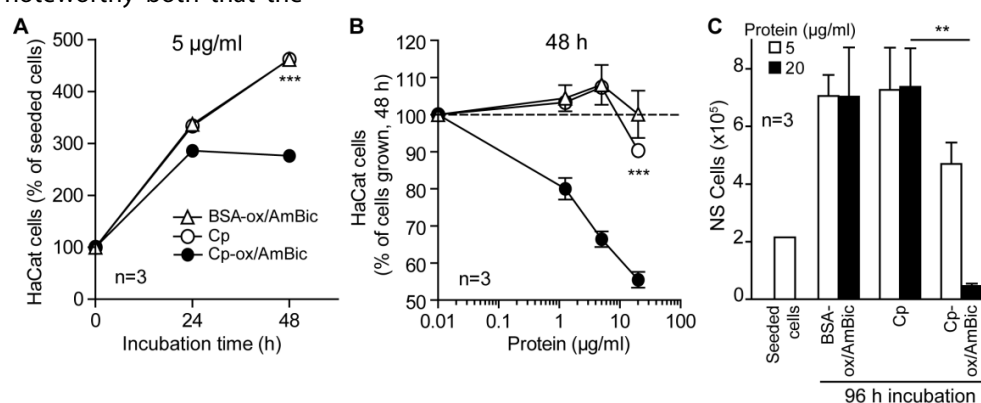 noteworthy both that the
A
5 µg/ml
500
400
300
200
100
0
HaCat cells (% of seeded cells)
***
BSA-ox/AmBic
Cp
Cp-ox/AmBic
n=3
0 24 48
Incubation time (h)
B
48 h
120
110
100
90
80
70
60
50
HaCat cells
(% of cells grown, 48 h)
***
n=3
0.01 1 10 100
Protein (µg/ml)
C
Protein (µg/ml)
5
20
**
n=3
8
6
4
2
0
NS Cells (x10⁵)
Seeded
cells
BSA-
ox/AmBic
Cp
Cp-
ox/AmBic
96 h incubation